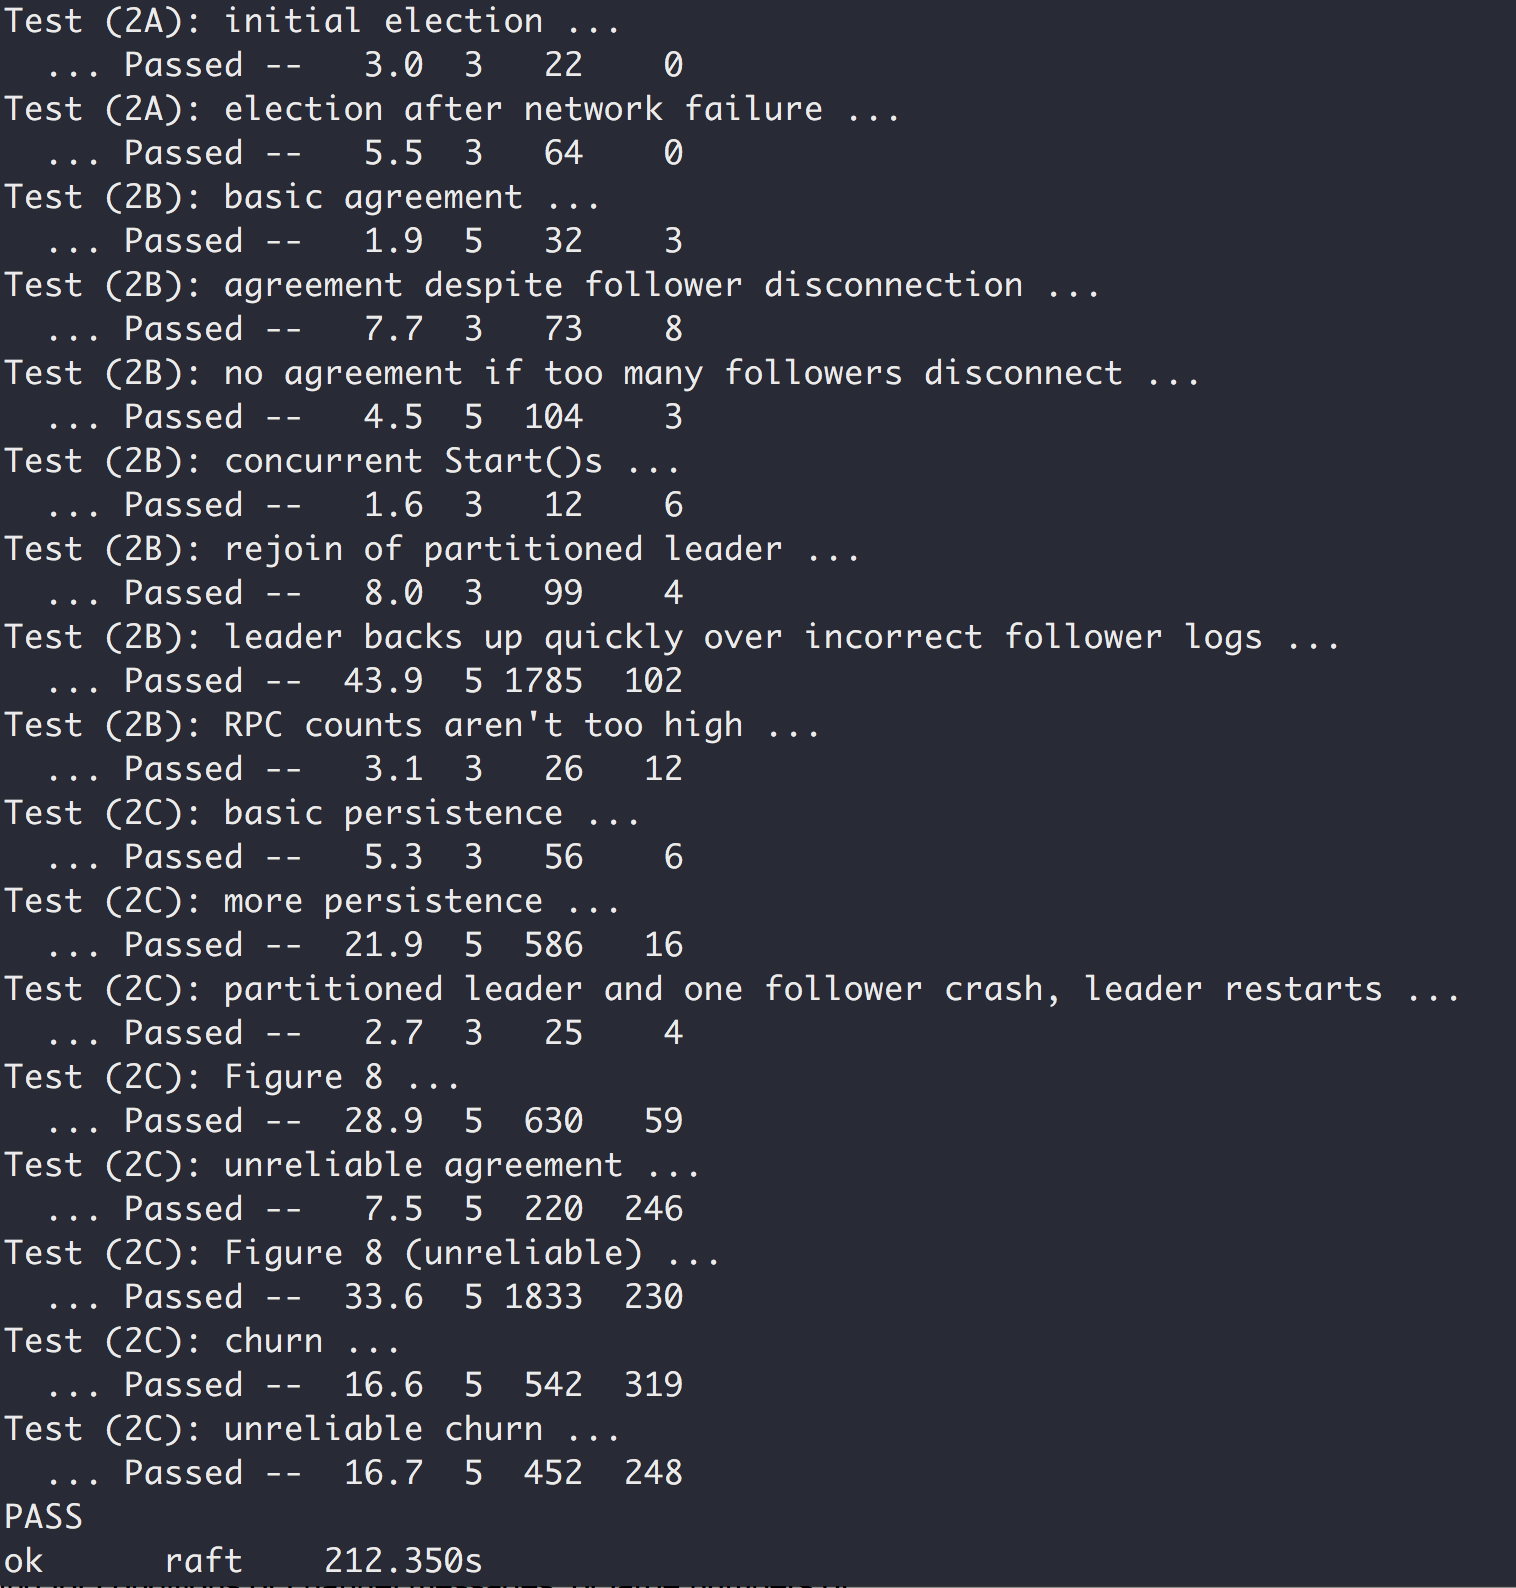 Test (2A): initial election ...
  ... Passed --   3.0  3   22    0
Test (2A): election after network failure ...
  ... Passed --   5.5  3   64    0
Test (2B): basic agreement ...
  ... Passed --   1.9  5   32    3
Test (2B): agreement despite follower disconnection ...
  ... Passed --   7.7  3   73    8
Test (2B): no agreement if too many followers disconnect ...
  ... Passed --   4.5  5  104    3
Test (2B): concurrent Start()s ...
  ... Passed --   1.6  3   12    6
Test (2B): rejoin of partitioned leader ...
  ... Passed --   8.0  3   99    4
Test (2B): leader backs up quickly over incorrect follower logs ...
  ... Passed --  43.9  5 1785  102
Test (2B): RPC counts aren't too high ...
  ... Passed --   3.1  3   26   12
Test (2C): basic persistence ...
  ... Passed --   5.3  3   56    6
Test (2C): more persistence ...
  ... Passed --  21.9  5  586   16
Test (2C): partitioned leader and one follower crash, leader restarts ...
  ... Passed --   2.7  3   25    4
Test (2C): Figure 8 ...
  ... Passed --  28.9  5  630   59
Test (2C): unreliable agreement ...
  ... Passed --   7.5  5  220  246
Test (2C): Figure 8 (unreliable) ...
  ... Passed --  33.6  5 1833  230
Test (2C): churn ...
  ... Passed --  16.6  5  542  319
Test (2C): unreliable churn ...
  ... Passed --  16.7  5  452  248
PASS
ok      raft    212.350s